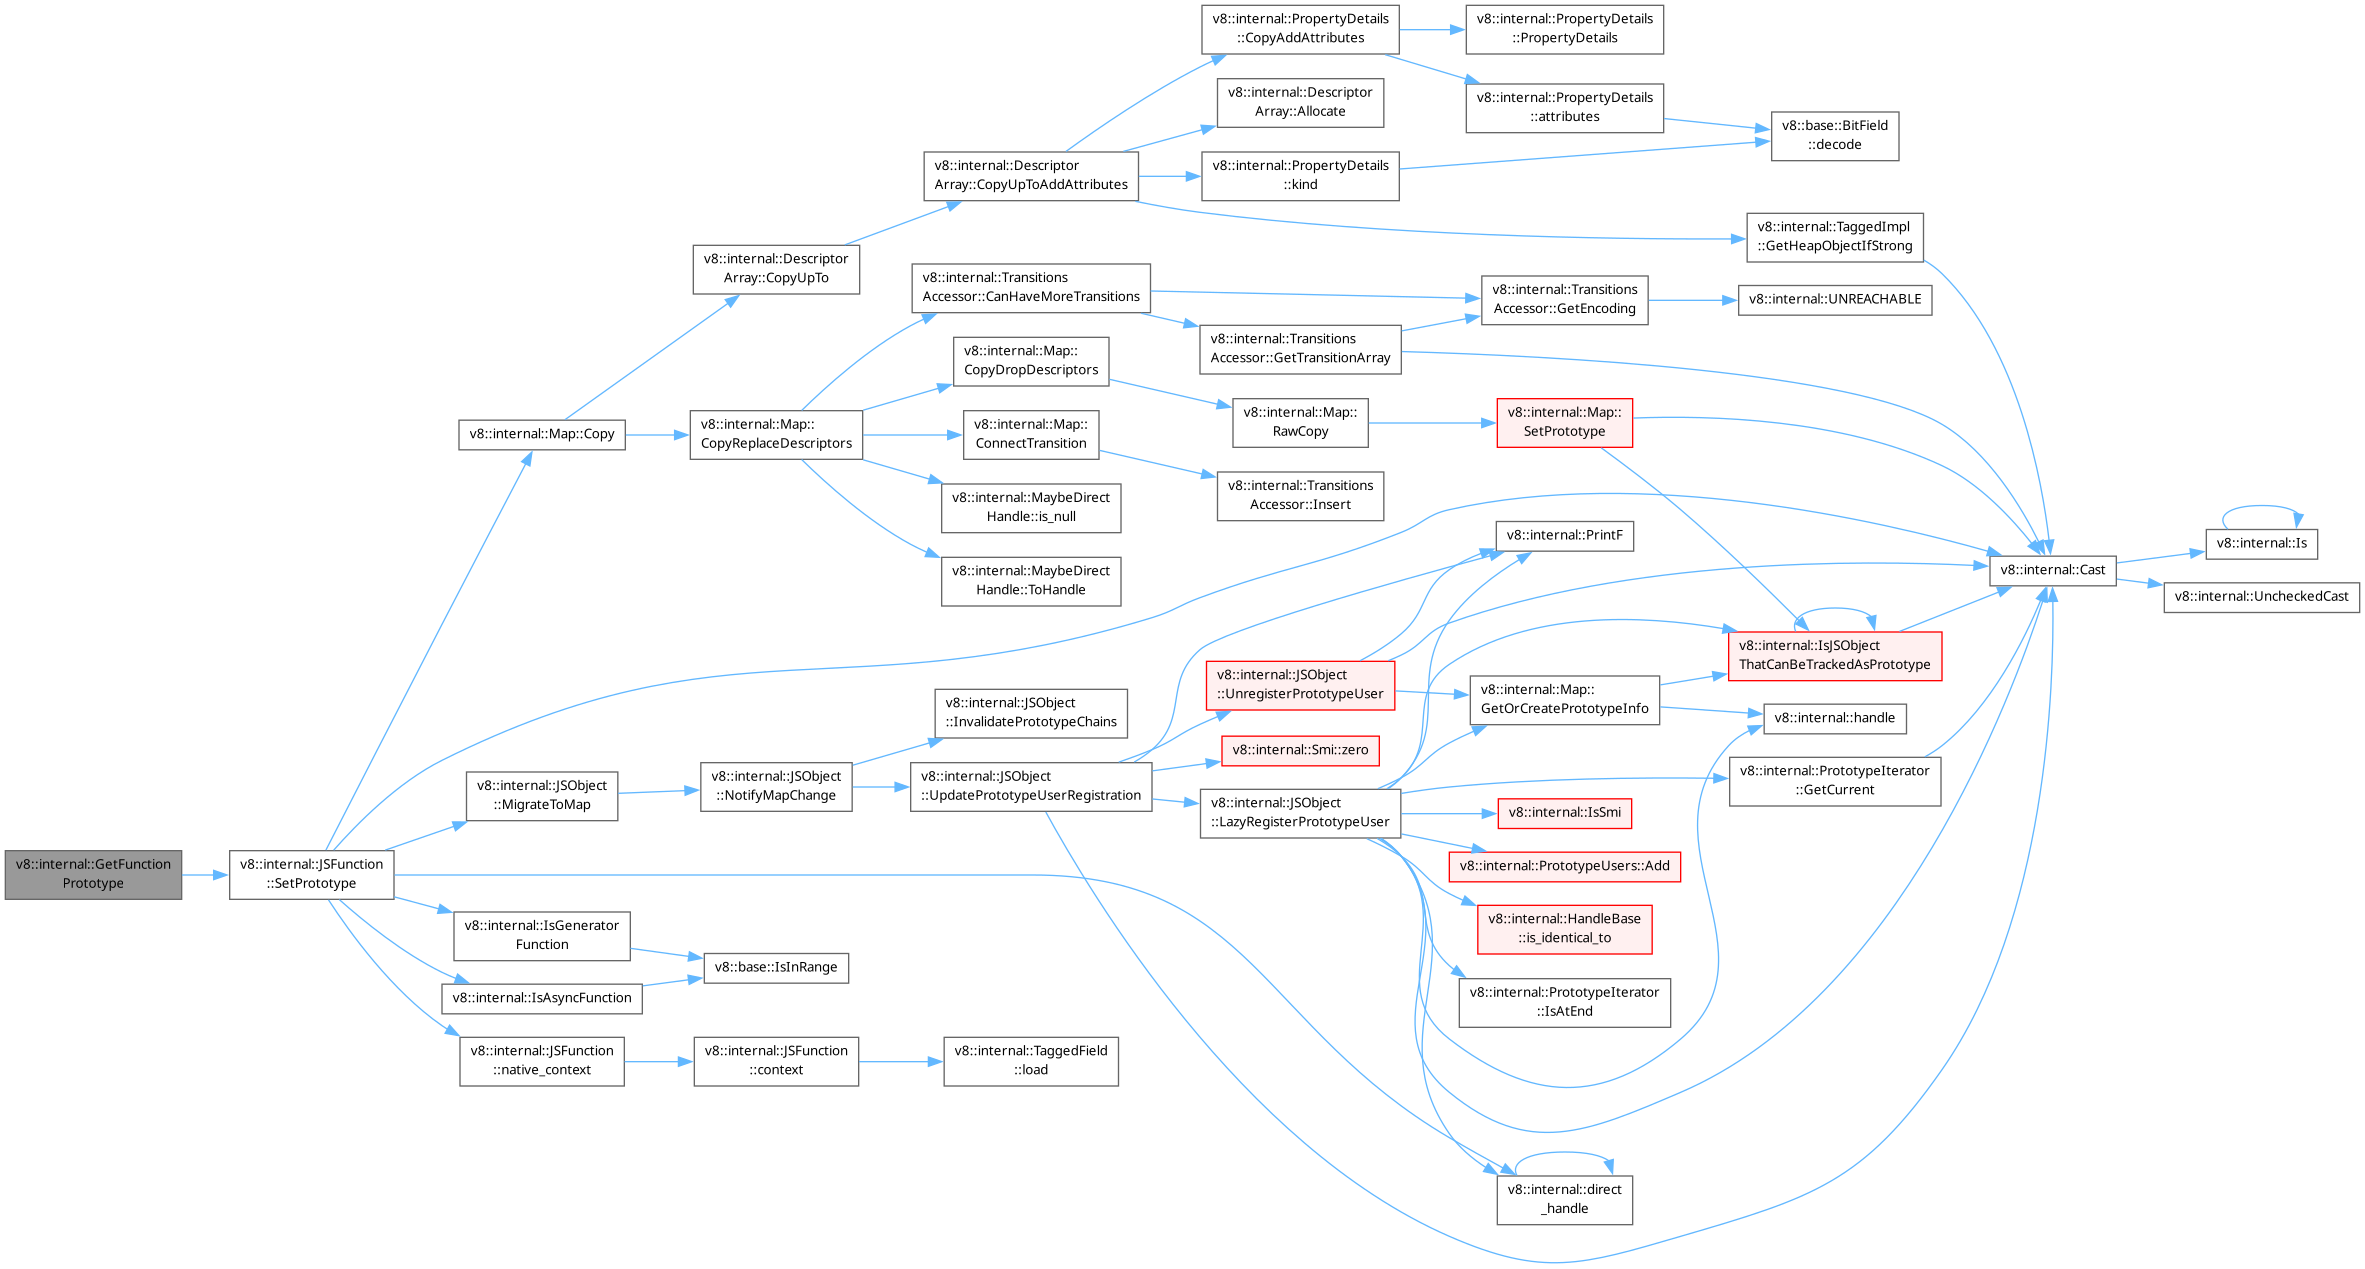 v8::internal::GetFunction
Prototype
v8::internal::JSFunction
::SetPrototype
v8::internal::Map::Copy
v8::internal::Descriptor
Array::CopyUpTo
v8::internal::Descriptor
Array::CopyUpToAddAttributes
v8::internal::PropertyDetails
::CopyAddAttributes
v8::internal::PropertyDetails
::PropertyDetails
v8::internal::PropertyDetails
::attributes
v8::base::BitField
::decode
v8::internal::Descriptor
Array::Allocate
v8::internal::PropertyDetails
::kind
v8::internal::TaggedImpl
::GetHeapObjectIfStrong
v8::internal::Cast
v8::internal::Is
v8::internal::UncheckedCast
v8::internal::Map::
CopyReplaceDescriptors
v8::internal::Transitions
Accessor::CanHaveMoreTransitions
v8::internal::Transitions
Accessor::GetEncoding
v8::internal::UNREACHABLE
v8::internal::Transitions
Accessor::GetTransitionArray
v8::internal::Map::
CopyDropDescriptors
v8::internal::Map::
RawCopy
v8::internal::Map::
SetPrototype
v8::internal::Map::
ConnectTransition
v8::internal::Transitions
Accessor::Insert
v8::internal::MaybeDirect
Handle::is_null
v8::internal::MaybeDirect
Handle::ToHandle
v8::internal::PrintF
v8::internal::IsJSObject
ThatCanBeTrackedAsPrototype
v8::internal::JSObject
::MigrateToMap
v8::internal::JSObject
::NotifyMapChange
v8::internal::JSObject
::InvalidatePrototypeChains
v8::internal::JSObject
::UpdatePrototypeUserRegistration
v8::internal::JSObject
::UnregisterPrototypeUser
v8::internal::Smi::zero
v8::internal::JSObject
::LazyRegisterPrototypeUser
v8::internal::Map::
GetOrCreatePrototypeInfo
v8::internal::handle
v8::internal::PrototypeIterator
::GetCurrent
v8::internal::IsSmi
v8::internal::PrototypeUsers::Add
v8::internal::HandleBase
::is_identical_to
v8::internal::PrototypeIterator
::IsAtEnd
v8::internal::direct
_handle
v8::internal::IsGenerator
Function
v8::internal::IsAsyncFunction
v8::base::IsInRange
v8::internal::JSFunction
::native_context
v8::internal::JSFunction
::context
v8::internal::TaggedField
::load